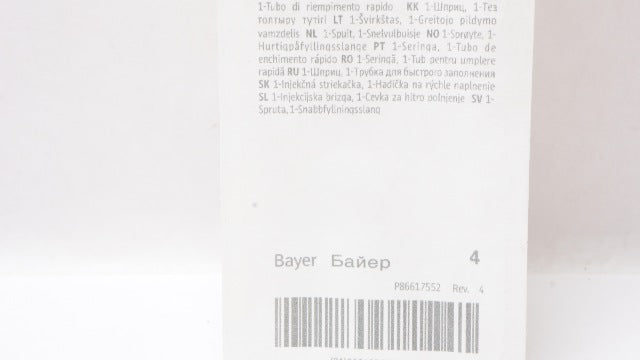 1-Tubo di riempimento rapido KK 1-Шприц, 1-Тез
толтыру түтігі LT 1-Švirkštas, 1-Greitojo pildymo
vamzdelis NL 1-Spuit, 1-Snelvulbuisje NO 1-Sprøyte, 1-
Hurtigpåfyllingsslange PT 1-Seringa, 1-Tubo de
enchimento rápido RO 1-Seringă, 1-Tub pentru umplere
rapidă RU 1-Шприц, 1-Трубка для быстрого заполнения
SK 1-Injekčná striekačka, 1-Hadička na rýchle naplnenie
SL 1-Injekcijska brizga, 1-Cevka za hitro polnjenje SV 1-
Spruta, 1-Snabbfyllningsslang
Bayer Байер 4
P86617552 Rev. 4